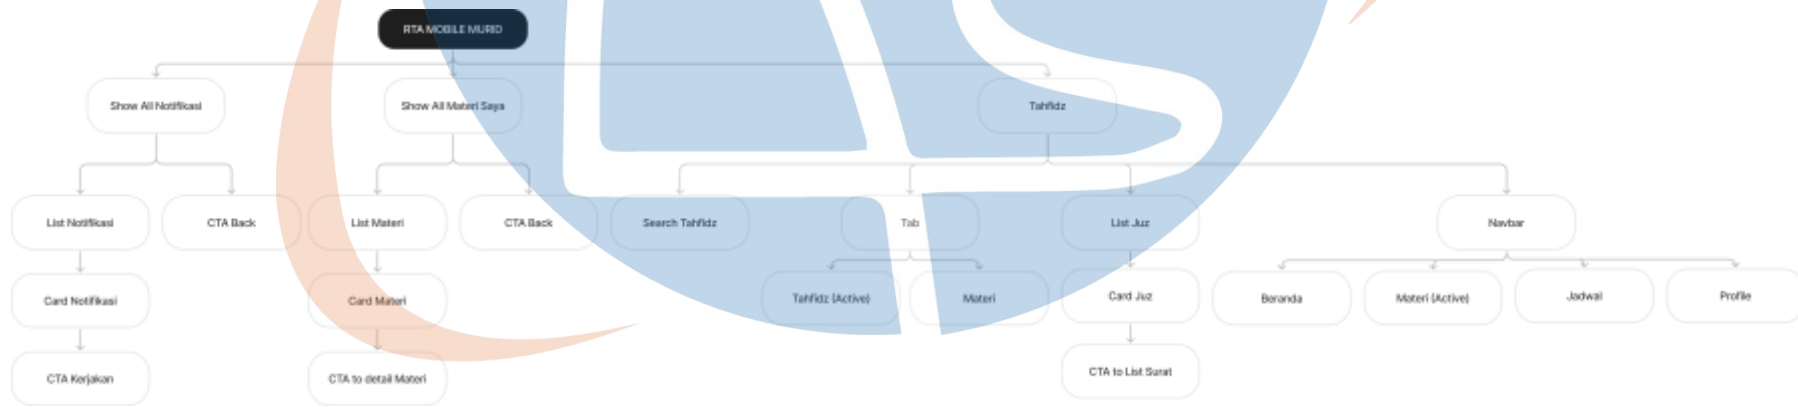 RTA MOBILE MURID
Show All Notifikasi
Show All Materi Saya
Tahfidz
List Notifikasi
CTA Back
List Materi
CTA Back
Search Tahfidz
Tab
List Juz
Navbar
Card Notifikasi
Card Materi
Tahfidz (Active)
Materi
Card Juz
Beranda
Materi (Active)
Jadwal
Profile
CTA Kerjakan
CTA to detail Materi
CTA to List Surat